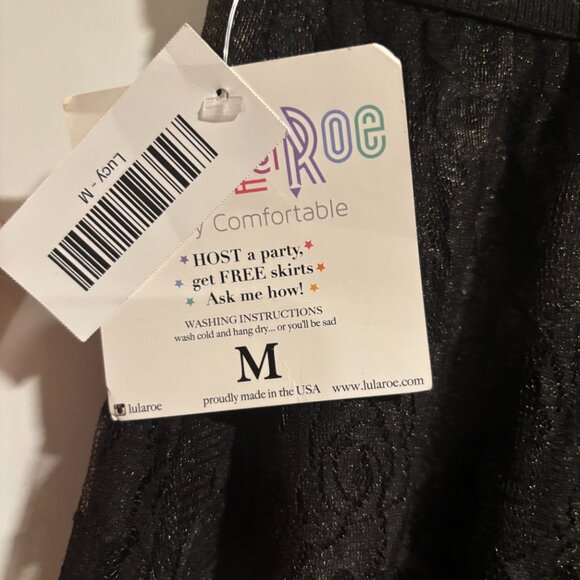 Lucy - M
Roe
Comfortable
HOST a party,
get FREE skirts
Ask me how!
WASHING INSTRUCTIONS
wash cold and hang dry... or you'll be sad
M
proudly made in the USA
lularoe
www.lularoe.com